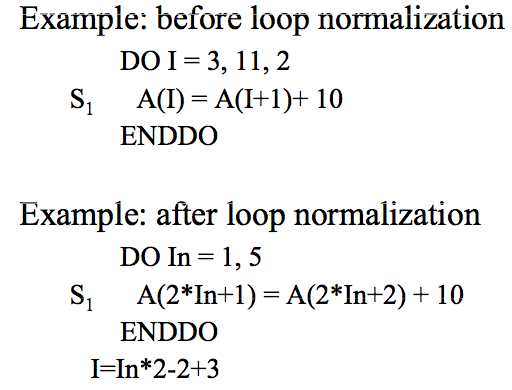 Example: before loop normalization
DO I = 3, 11, 2
S₁ A(I) = A(I+1)+ 10
ENDDO
Example: after loop normalization
DO In = 1, 5
S₁ A(2*In+1) = A(2*In+2) + 10
ENDDO
I=In*2-2+3